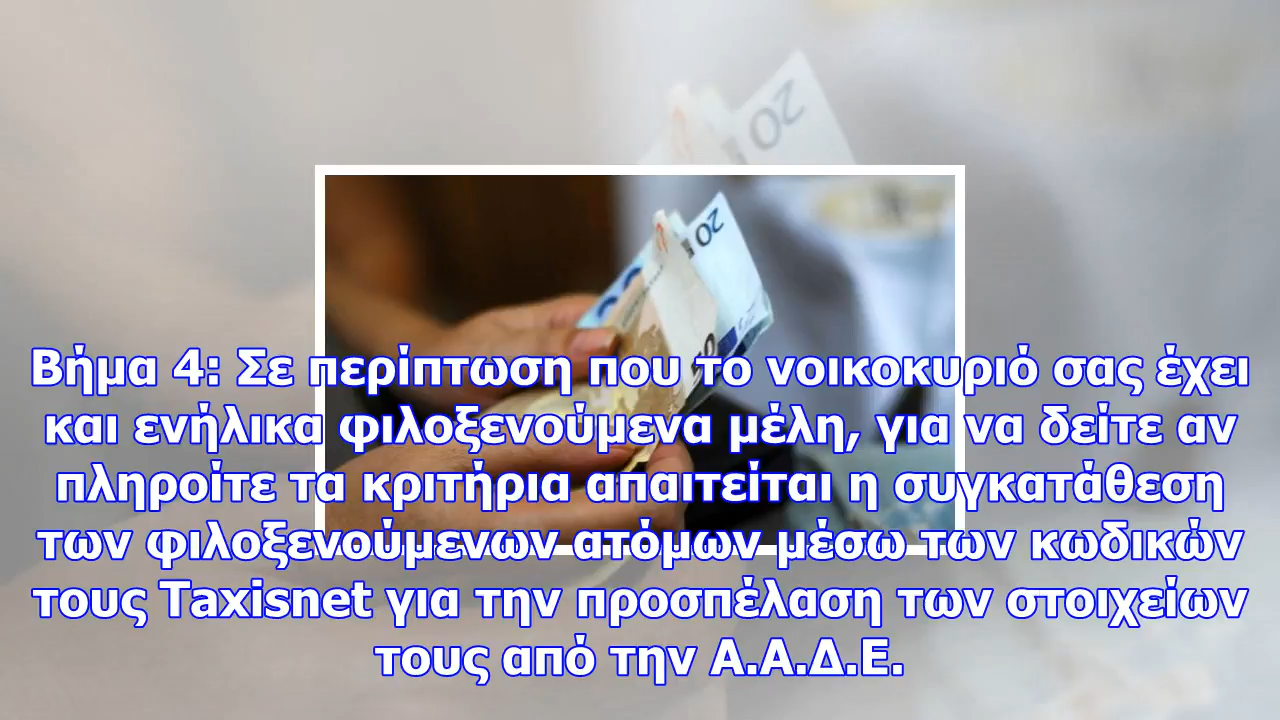 20
20
Βήμα 4: Σε περίπτωση που το νοικοκυριό σας έχει
και ενήλικα φιλοξενούμενα μέλη, για να δείτε αν
πληροίτε τα κριτήρια απαιτείται η συγκατάθεση
των φιλοξενούμενων ατόμων μέσω των κωδικών
τους Taxisnet για την προσπέλαση των στοιχείων
τους από την Α.Α.Δ.Ε.